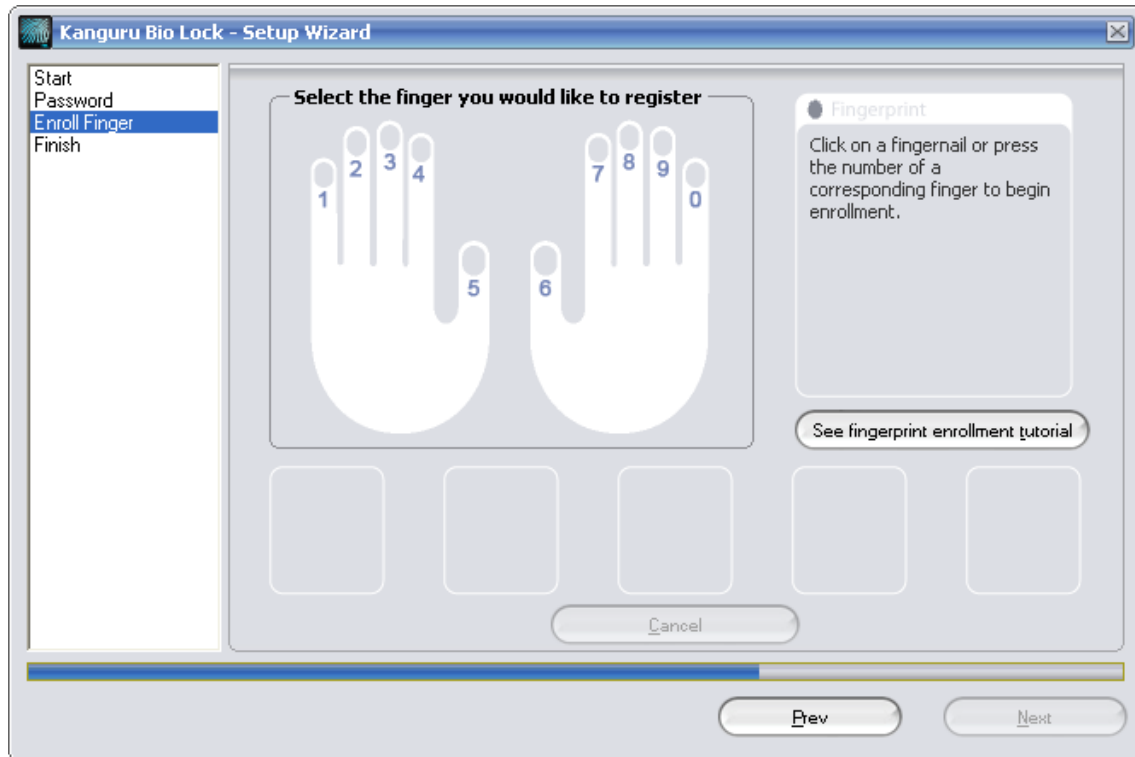 Kanguru Bio Lock - Setup Wizard
Start
Password
Enroll Finger
Finish
Select the finger you would like to register
1
2
3
4
5
6
7
8
9
0
Fingerprint
Click on a fingernail or press
the number of a
corresponding finger to begin
enrollment.
See fingerprint enrollment tutorial
Cancel
Prev
Next